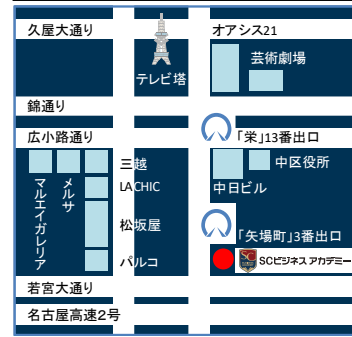 久屋大通り
オアシス21
芸術劇場
テレビ塔
錦通り
広小路通り
「栄」13番出口
三越
中区役所
マルエイガレリア
メルサ
LACHIC
中日ビル
松坂屋
「矢場町」3番出口
パルコ
SCビジネス アカデミー
若宮大通り
名古屋高速2号